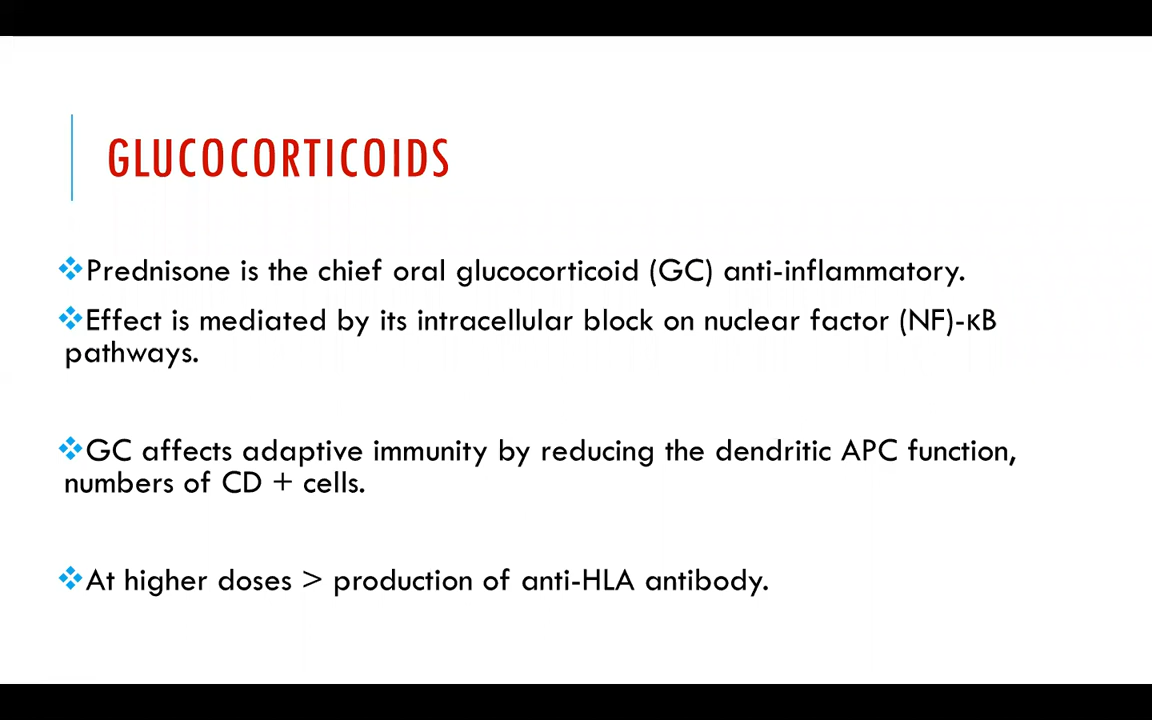 GLUCOCORTICOIDS
❖Prednisone is the chief oral glucocorticoid (GC) anti-inflammatory.
❖Effect is mediated by its intracellular block on nuclear factor (NF)-κB
pathways.
❖GC affects adaptive immunity by reducing the dendritic APC function,
numbers of CD + cells.
❖At higher doses > production of anti-HLA antibody.